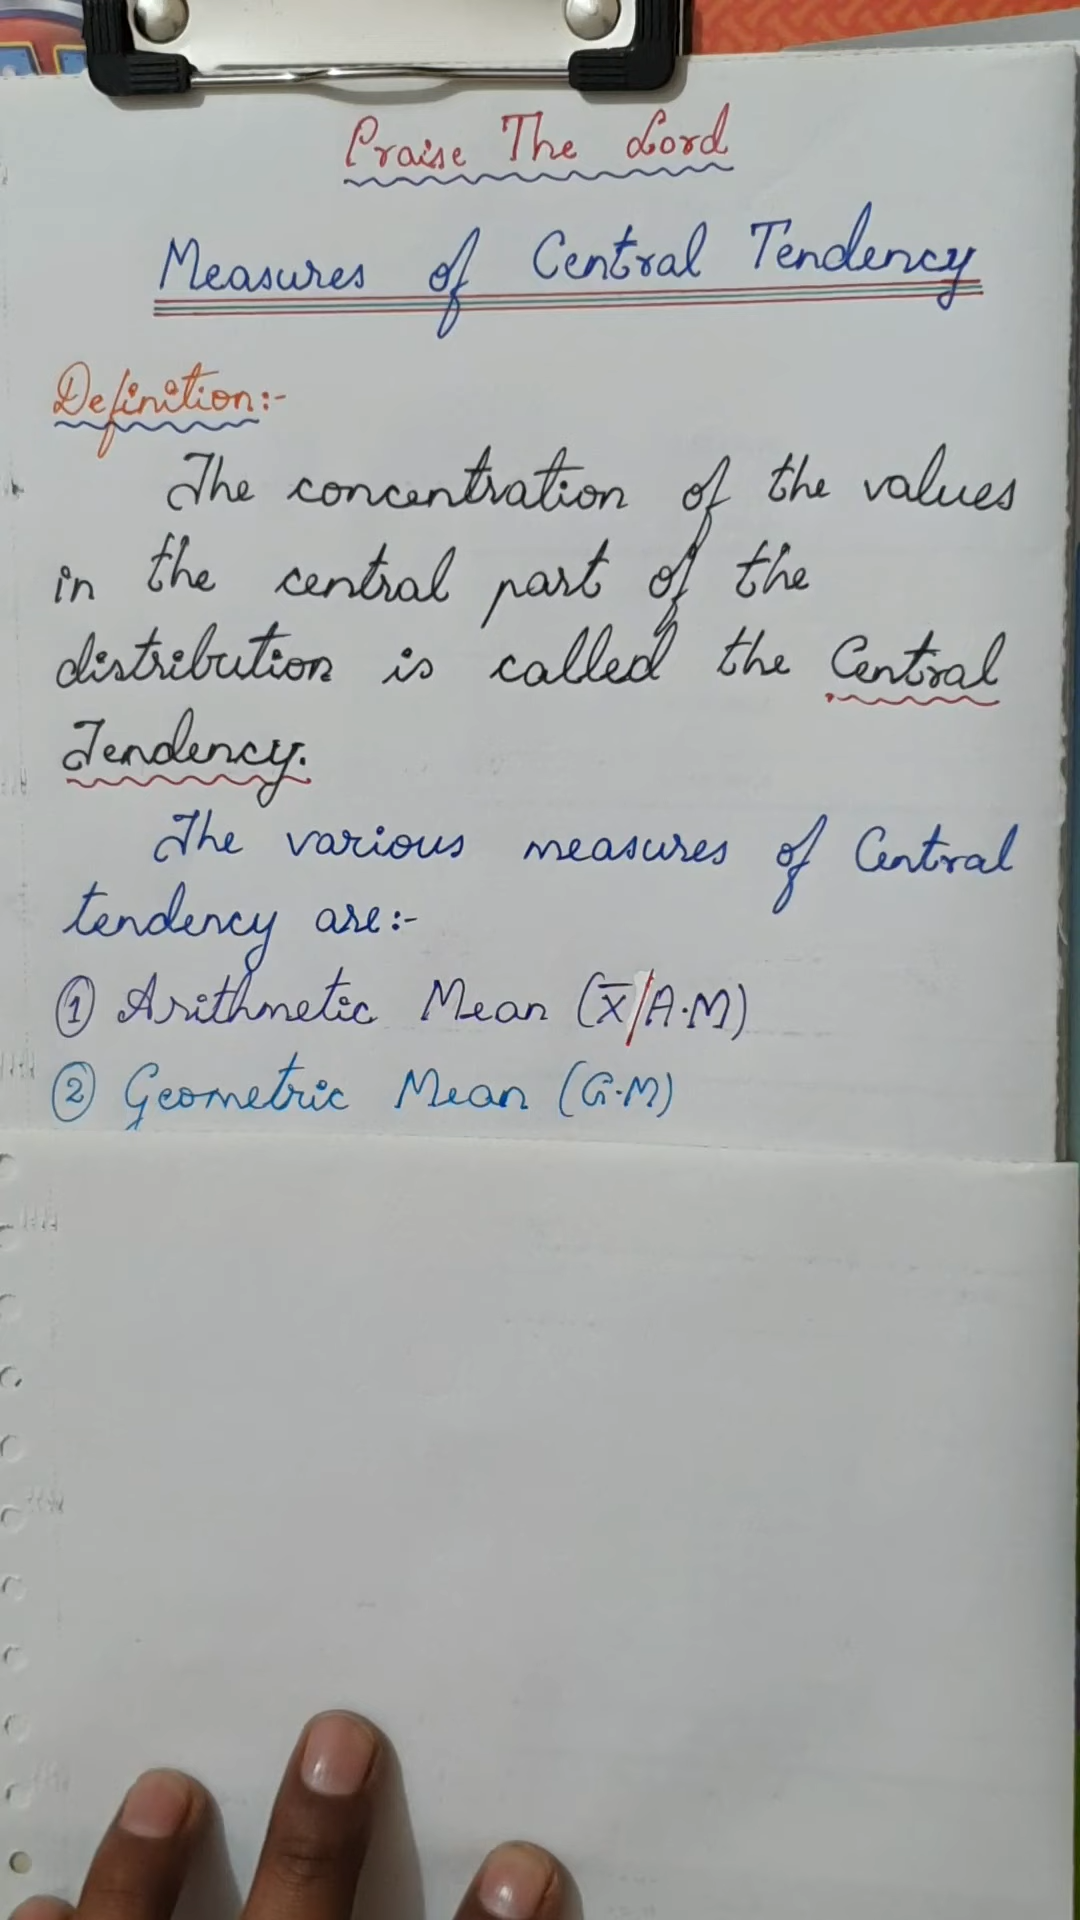 Praise The Lord
Measures of Central Tendency
Definition:-
The concentration of the values
in the central part of the
distribution is called the Central
Tendency.
The various measures of Central
tendency are:-
① Arithmetic Mean (x̅/A.M)
② Geometric Mean (G.M)